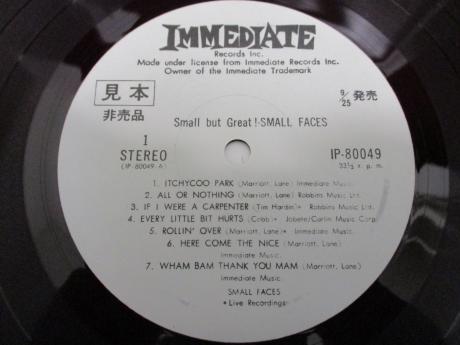 IMMEDIATE
Records Inc.
Made under license from Immediate Records Inc.
Owner of the Immediate Trademark
見本
非売品
9/25 発売
Small but Great!·SMALL FACES
1
STEREO
(IP-80049 A)
IP-80049
33⅓ r. p. m.
1. ITCHYCOO PARK (Marriott, Lane) Immediate Music.
2. ALL OR NOTHING (Marriott, Lane) Robbins Music Ltd.
3. IF I WERE A CARPENTER (Tim Hardin)* Robbins Music Ltd.
4. EVERY LITTLE BIT HURTS (Cobb)* Jobete/Carlin Music Corp
5. ROLLIN' OVER (Marriott, Lane)* Immediate Music.
6. HERE COME THE NICE (Marriott, Lane)
Immediate Music.
7. WHAM BAM THANK YOU MAM (Marriott, Lane)
Immediate Music.
SMALL FACES
*Live Recordings